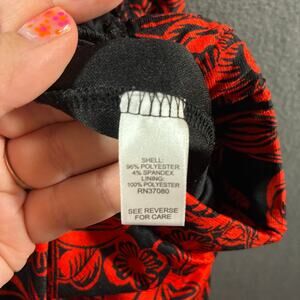 SHELL:
96% POLYESTER
4% SPANDEX
LINING:
100% POLYESTER
RN37080
SEE REVERSE
FOR CARE